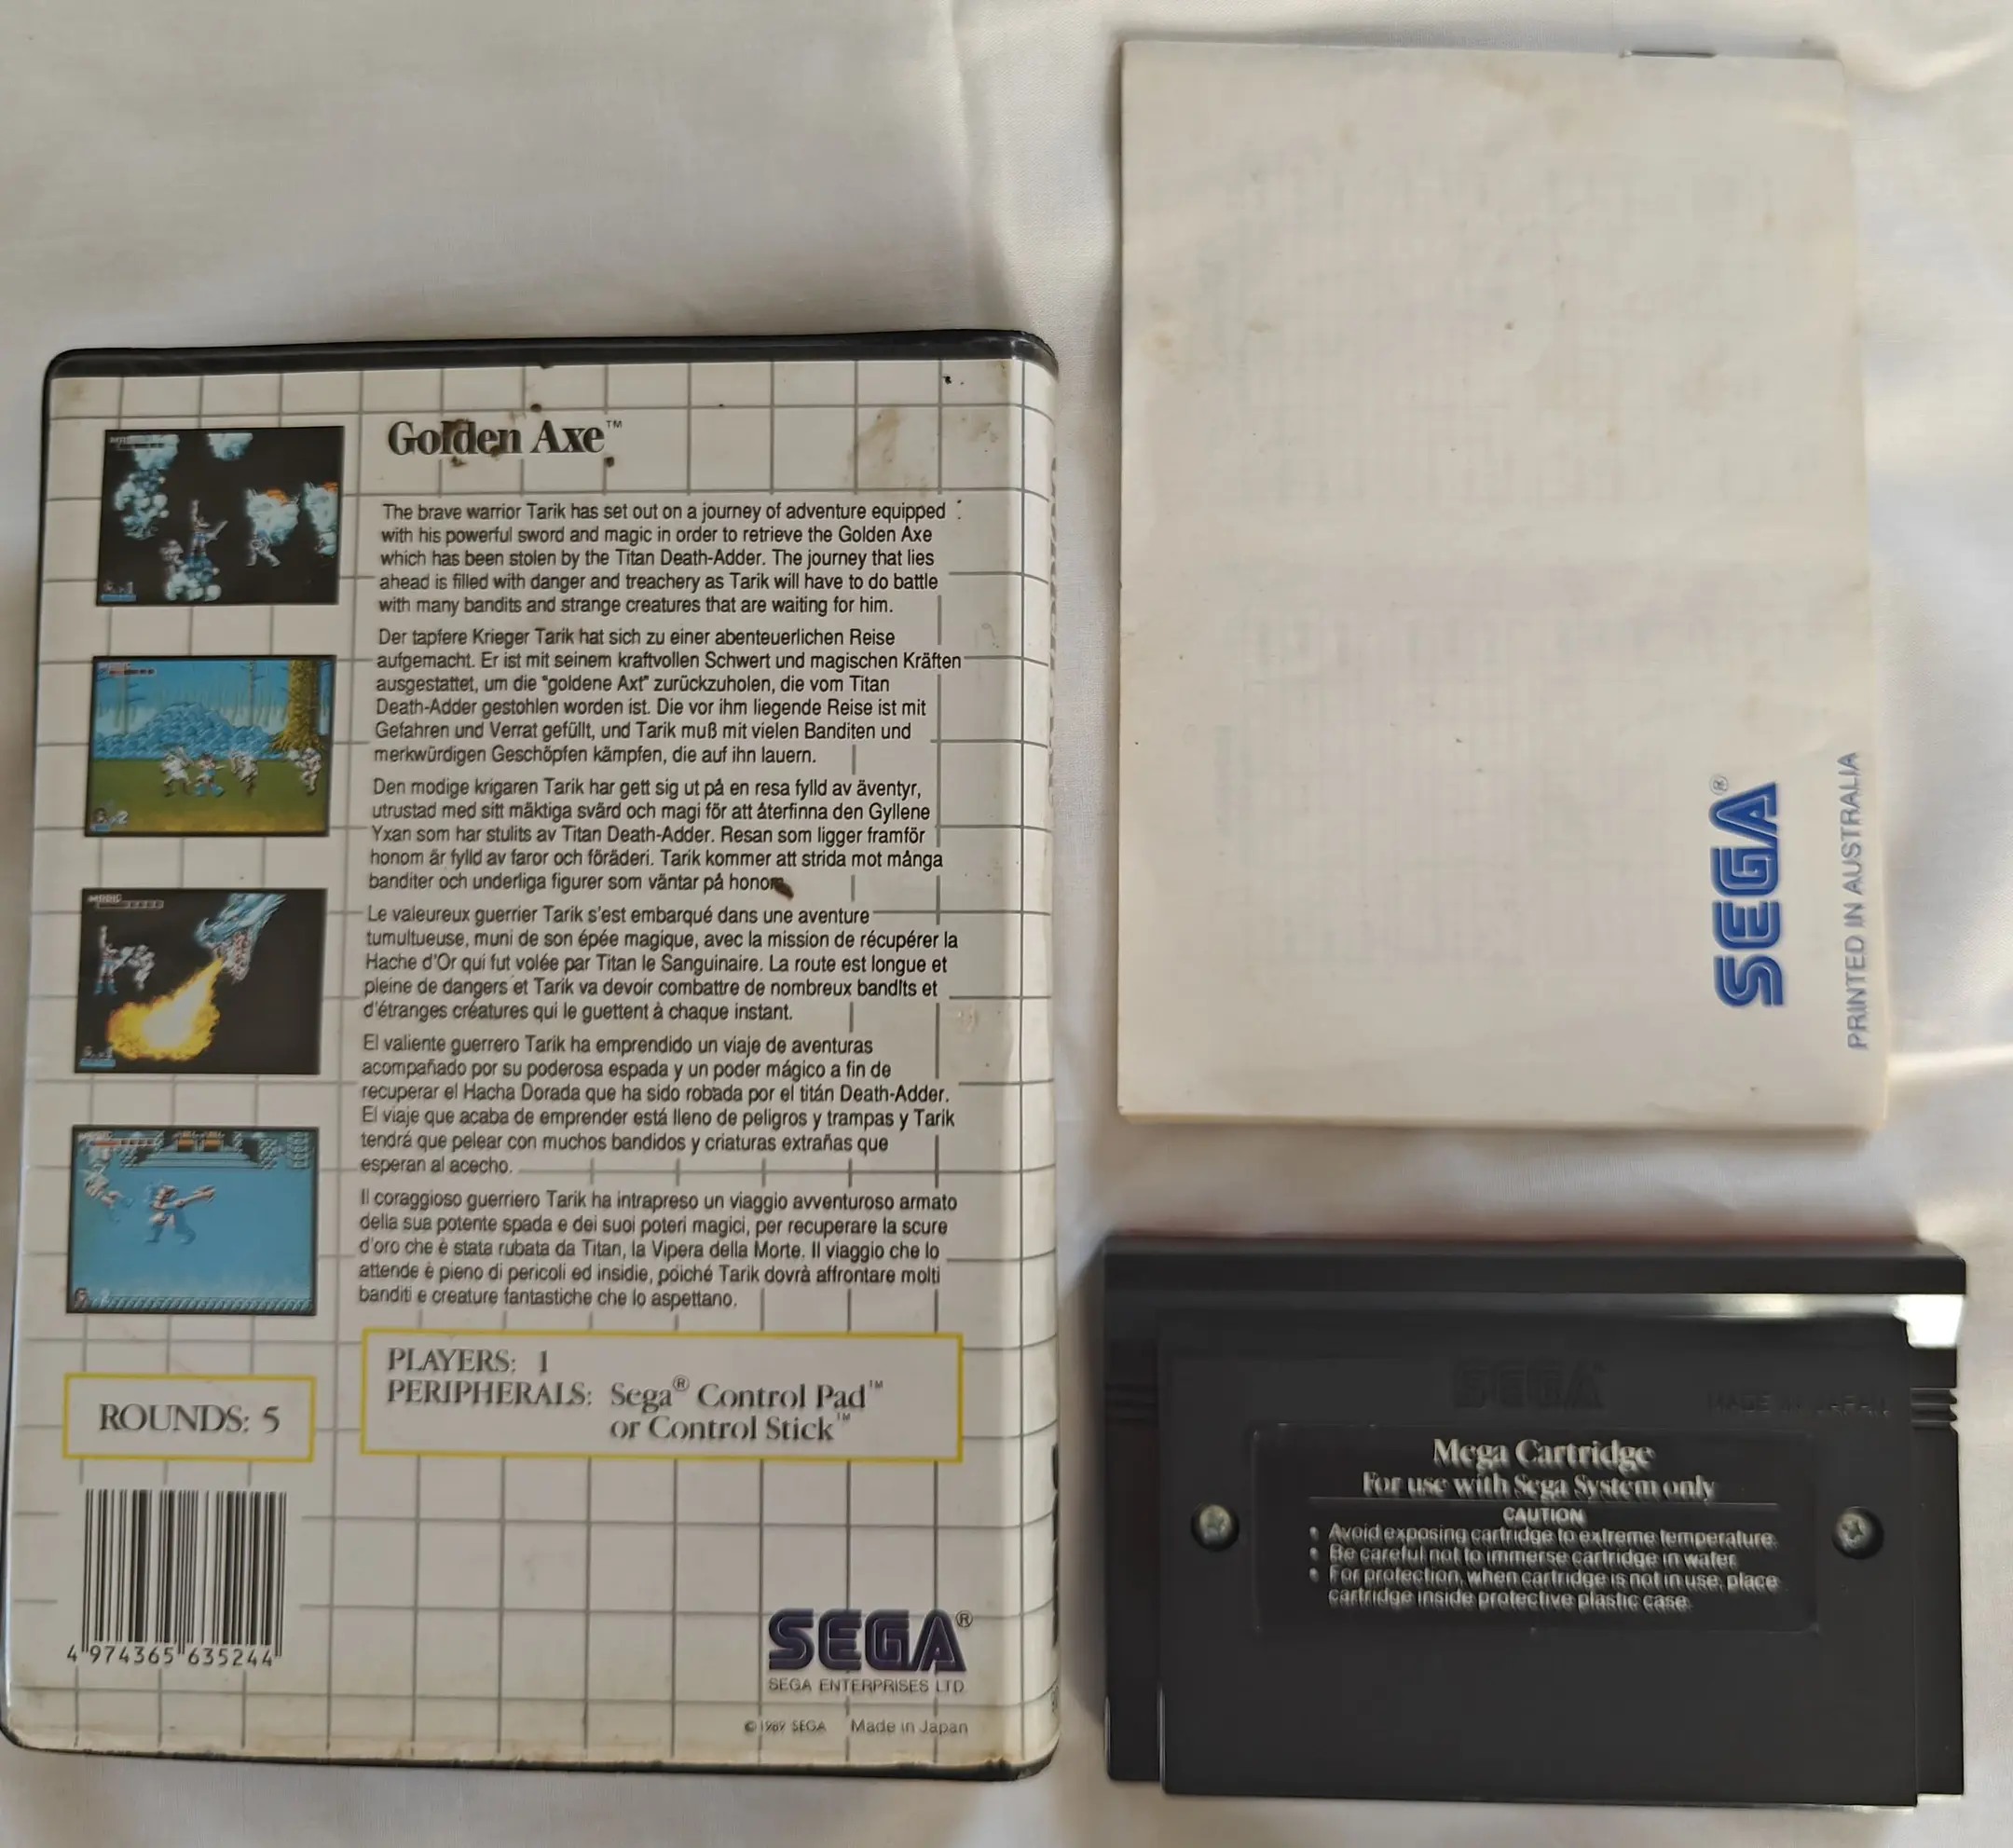 Golden Axe™
The brave warrior Tarik has set out on a journey of adventure equipped
with his powerful sword and magic in order to retrieve the Golden Axe
which has been stolen by the Titan Death-Adder. The journey that lies
ahead is filled with danger and treachery as Tarik will have to do battle
with many bandits and strange creatures that are waiting for him.
Der tapfere Krieger Tarik hat sich zu einer abenteuerlichen Reise
aufgemacht. Er ist mit seinem kraftvollen Schwert und magischen Kräften
ausgestattet, um die "goldene Axt" zurückzuholen, die vom Titan
Death-Adder gestohlen worden ist. Die vor ihm liegende Reise ist mit
Gefahren und Verrat gefüllt, und Tarik muß mit vielen Banditen und
merkwürdigen Geschöpfen kämpfen, die auf ihn lauern.
Den modige krigaren Tarik har gett sig ut på en resa fylld av äventyr,
utrustad med sitt mäktiga svärd och magi för att återfinna den Gyllene
Yxan som har stulits av Titan Death-Adder. Resan som ligger framför
honom är fylld av faror och föräderi. Tarik kommer att strida mot många
banditer och underliga figurer som väntar på honom
Le valeureux guerrier Tarik s'est embarqué dans une aventure
tumultueuse, muni de son épée magique, avec la mission de récupérer la
Hache d'Or qui fut volée par Titan le Sanguinaire. La route est longue et
pleine de dangers et Tarik va devoir combattre de nombreux bandits et
d'étranges créatures qui le guettent à chaque instant.
El valiente guerrero Tarik ha emprendido un viaje de aventuras
acompañado por su poderosa espada y un poder mágico a fin de
recuperar el Hacha Dorada que ha sido robada por el titán Death-Adder.
El viaje que acaba de emprender está lleno de peligros y trampas y Tarik
tendrá que pelear con muchos bandidos y criaturas extrañas que
esperan al acecho.
Il coraggioso guerriero Tarik ha intrapreso un viaggio avventuroso armato
della sua potente spada e dei suoi poteri magici, per recuperare la scure
d'oro che è stata rubata da Titan, la Vipera della Morte. Il viaggio che lo
attende è pieno di pericoli ed insidie, poiché Tarik dovrà affrontare molti
banditi e creature fantastiche che lo aspettano.
PLAYERS: 1
PERIPHERALS: Sega® Control Pad™
or Control Stick™
ROUNDS: 5
4 974365 635244
SEGA®
SEGA ENTERPRISES LTD.
© 1989 SEGA Made in Japan
SEGA®
PRINTED IN AUSTRALIA
SEGA
MADE IN JAPAN
Mega Cartridge
For use with Sega System only
CAUTION
• Avoid exposing cartridge to extreme temperature.
• Be careful not to immerse cartridge in water.
• For protection, when cartridge is not in use, place
cartridge inside protective plastic case.